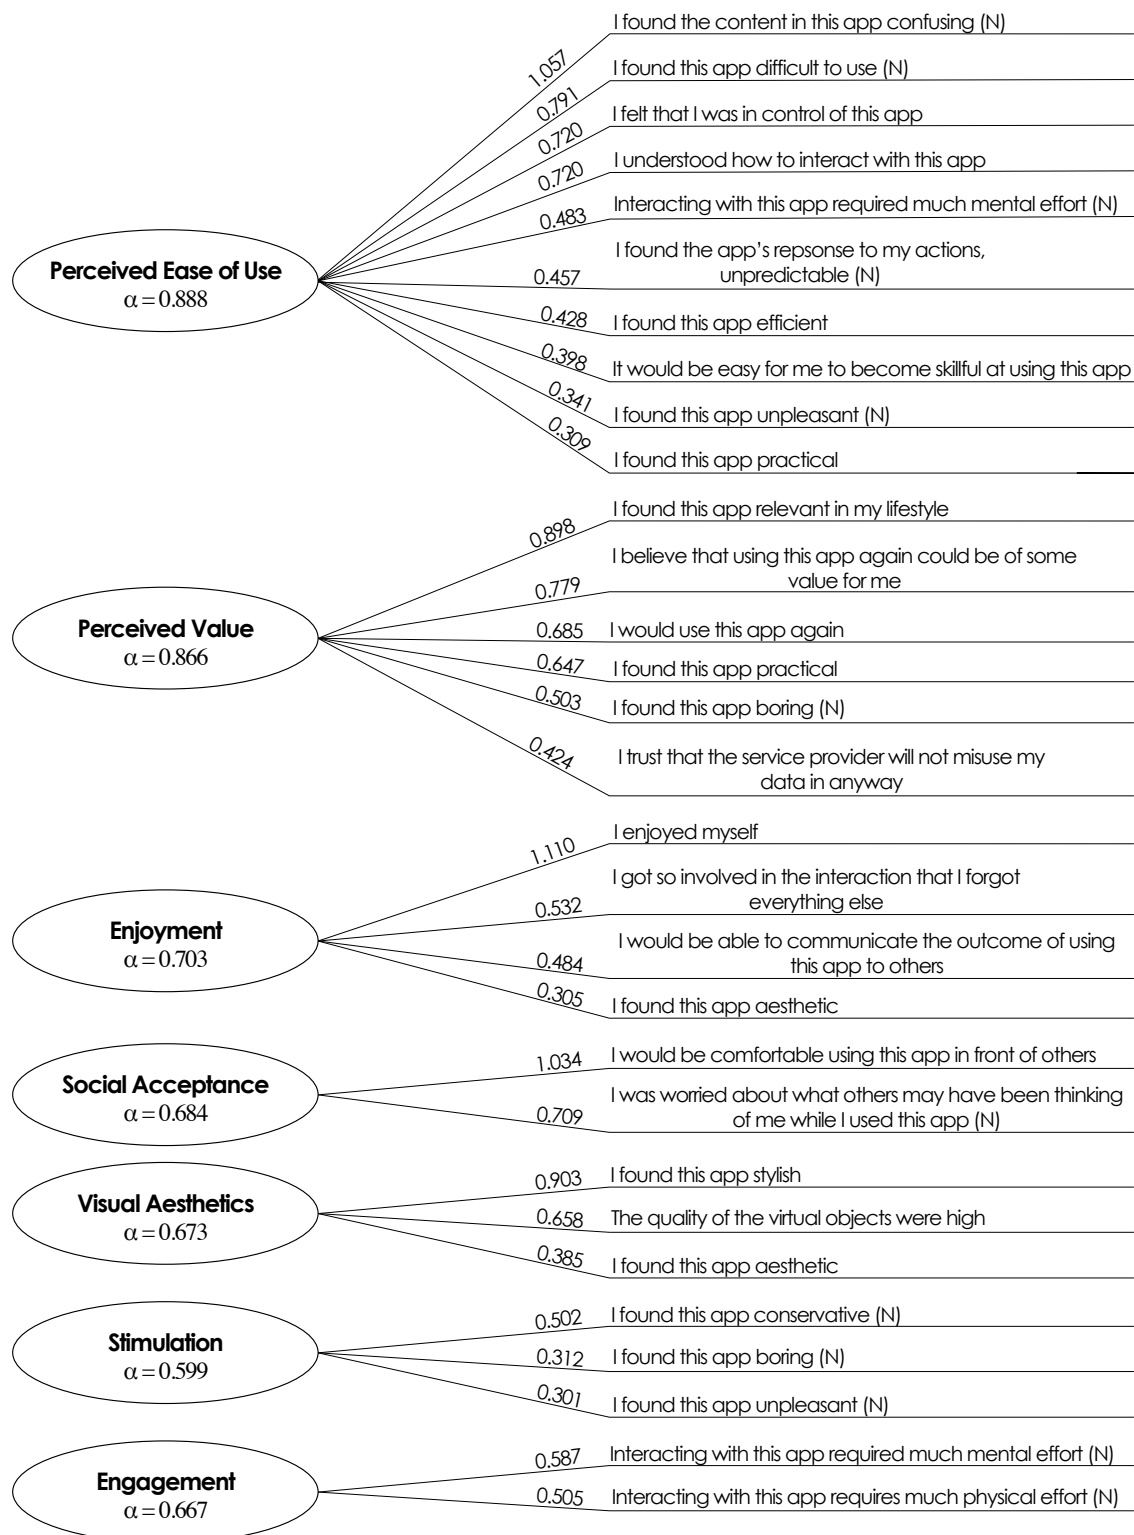 I found the content in this app confusing (N)
1.057
I found this app difficult to use (N)
0.791
I felt that I was in control of this app
0.720
I understood how to interact with this app
0.720
Interacting with this app required much mental effort (N)
0.483
Perceived Ease of Use
α = 0.888
I found the app's repsonse to my actions,
unpredictable (N)
0.457
I found this app efficient
0.428
It would be easy for me to become skillful at using this app
0.398
I found this app unpleasant (N)
0.341
I found this app practical
0.309
Perceived Value
α = 0.866
I found this app relevant in my lifestyle
0.898
I believe that using this app again could be of some
value for me
0.779
I would use this app again
0.685
I found this app practical
0.647
I found this app boring (N)
0.503
I trust that the service provider will not misuse my
data in anyway
0.424
Enjoyment
α = 0.703
I enjoyed myself
1.110
I got so involved in the interaction that I forgot
everything else
0.532
I would be able to communicate the outcome of using
this app to others
0.484
I found this app aesthetic
0.305
Social Acceptance
α = 0.684
I would be comfortable using this app in front of others
1.034
I was worried about what others may have been thinking
of me while I used this app (N)
0.709
Visual Aesthetics
α = 0.673
I found this app stylish
0.903
The quality of the virtual objects were high
0.658
I found this app aesthetic
0.385
Stimulation
α = 0.599
I found this app conservative (N)
0.502
I found this app boring (N)
0.312
I found this app unpleasant (N)
0.301
Engagement
α = 0.667
Interacting with this app required much mental effort (N)
0.587
Interacting with this app requires much physical effort (N)
0.505